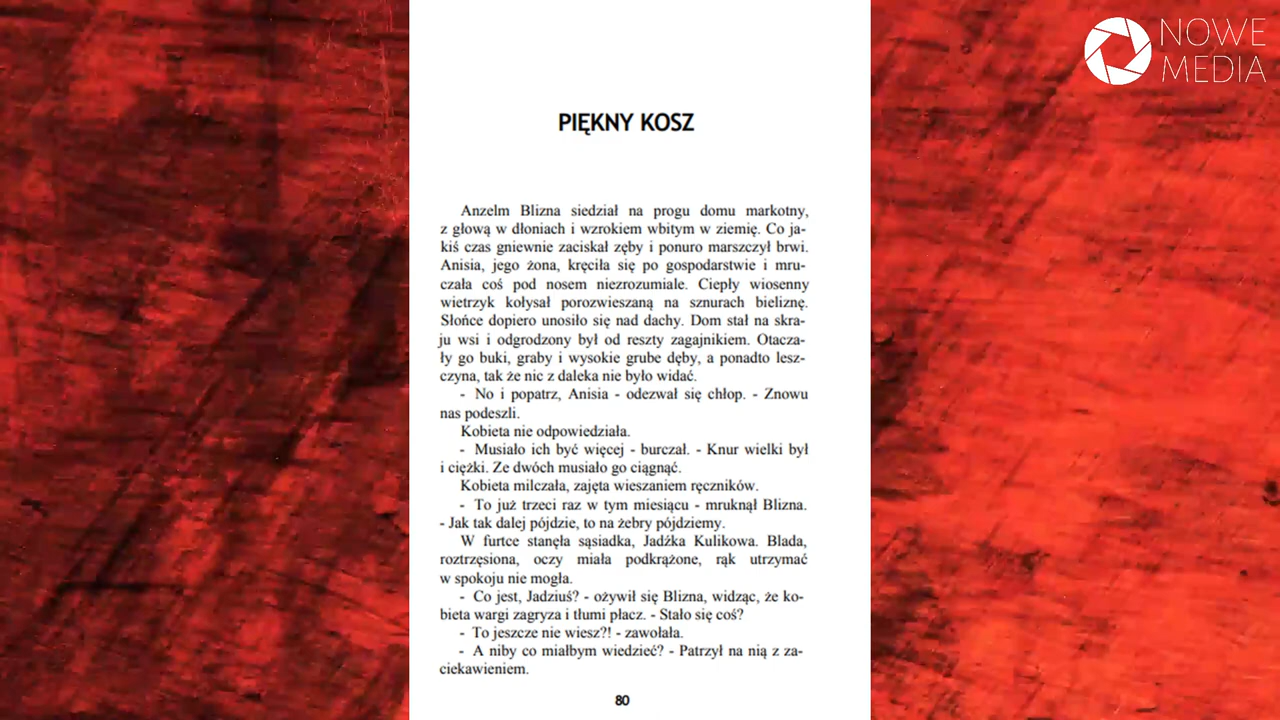 NOWE
MEDIA
PIĘKNY KOSZ
Anzelm Blizna siedział na progu domu markotny,
z głową w dłoniach i wzrokiem wbitym w ziemię. Co ja-
kiś czas gniewnie zaciskał zęby i ponuro marszczył brwi.
Anisia, jego żona, kręciła się po gospodarstwie i mru-
czała coś pod nosem niezrozumiale. Ciepły wiosenny
wietrzyk kołysał porozwieszaną na sznurach bieliznę.
Słońce dopiero unosiło się nad dachy. Dom stał na skra-
ju wsi i odgrodzony był od reszty zagajnikiem. Otacza-
ły go buki, graby i wysokie grube dęby, a ponadto lesz-
czyna, tak że nic z daleka nie było widać.
- No i popatrz, Anisia - odezwał się chłop. - Znowu
nas podeszli.
Kobieta nie odpowiedziała.
- Musiało ich być więcej - burczał. - Knur wielki był
i ciężki. Ze dwóch musiało go ciągnąć.
Kobieta milczała, zajęta wieszaniem ręczników.
- To już trzeci raz w tym miesiącu - mruknął Blizna.
- Jak tak dalej pójdzie, to na żebry pójdziemy.
W furtce stanęła sąsiadka, Jadźka Kulikowa. Blada,
roztrzęsiona, oczy miała podkrążone, rąk utrzymać
w spokoju nie mogła.
- Co jest, Jadziuś? - ożywił się Blizna, widząc, że ko-
bieta wargi zagryza i tłumi płacz. - Stało się coś?
- To jeszcze nie wiesz?! - zawołała.
- A niby co miałbym wiedzieć? - Patrzył na nią z za-
ciekawieniem.
80